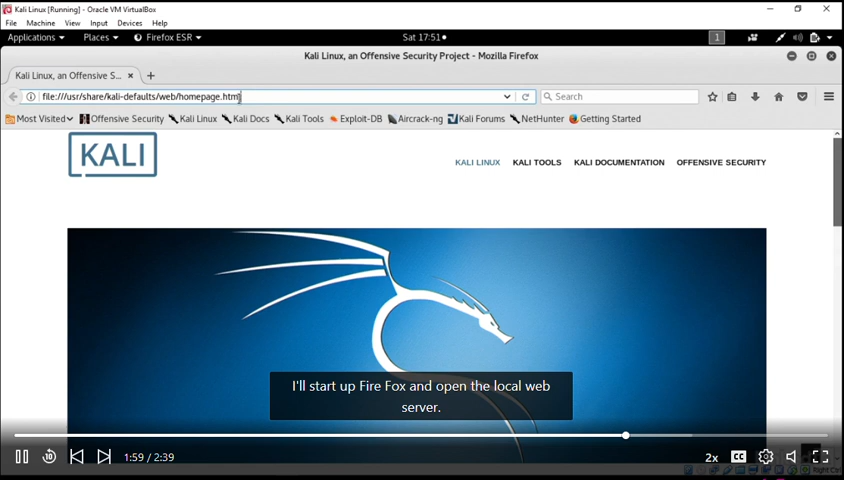 Kali Linux [Running] - Oracle VM VirtualBox
File Machine View Input Devices Help
Applications Places Firefox ESR Sat 17:51 1
Kali Linux, an Offensive Security Project - Mozilla Firefox
Kali Linux, an Offensive S...
file:///usr/share/kali-defaults/web/homepage.html Search
Most Visited Offensive Security Kali Linux Kali Docs Kali Tools Exploit-DB Aircrack-ng Kali Forums NetHunter Getting Started
KALI
KALI LINUX KALI TOOLS KALI DOCUMENTATION OFFENSIVE SECURITY
I'll start up Fire Fox and open the local web
server.
10 1:59 / 2:39 2x CC
Right Ctrl